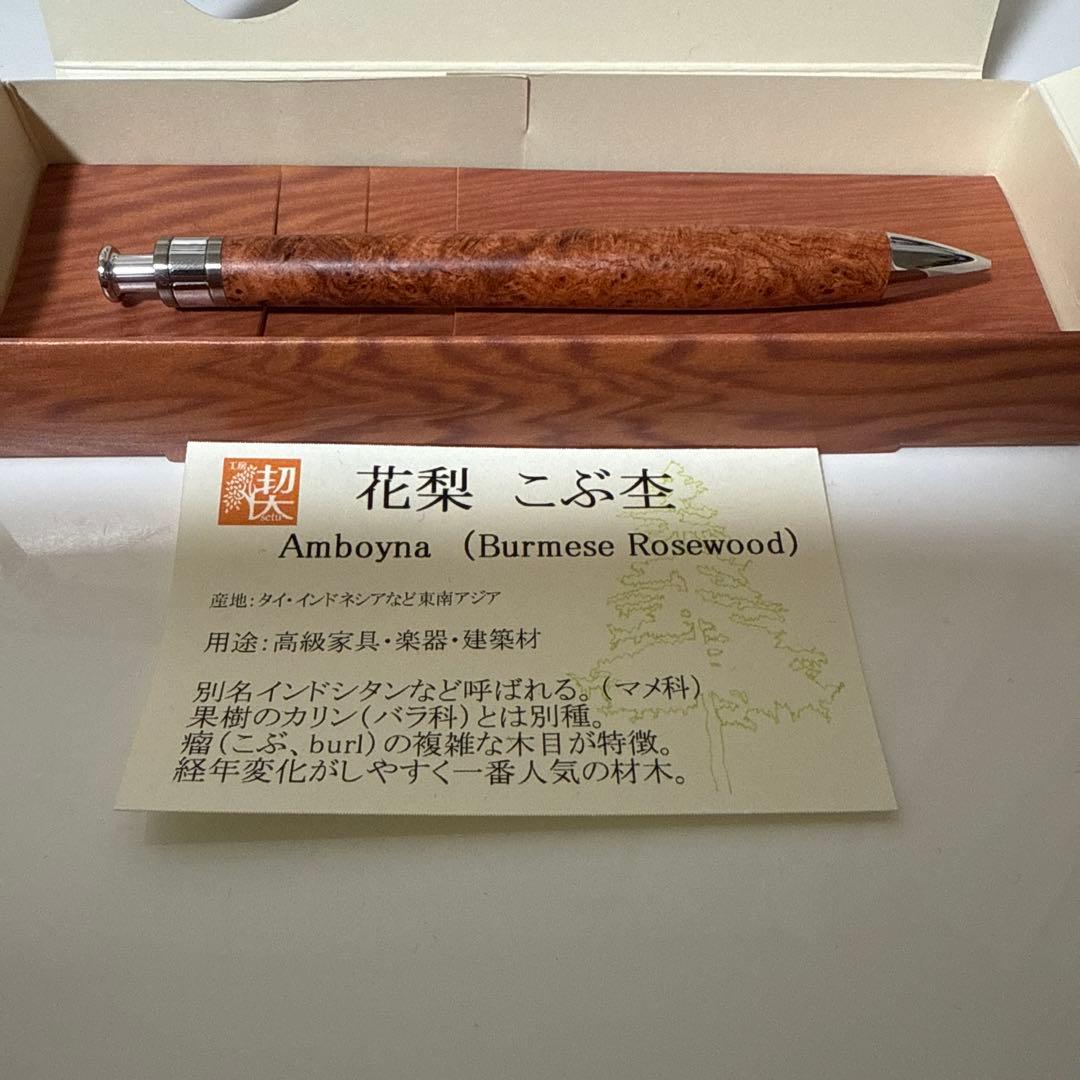 工房
契
setu
花梨 こぶ杢
Amboyna （Burmese Rosewood）
産地：タイ・インドネシアなど東南アジア
用途：高級家具・楽器・建築材
別名インドシタンなど呼ばれる。（マメ科）
果樹のカリン（バラ科）とは別種。
瘤（こぶ、burl）の複雑な木目が特徴。
経年変化がしやすく一番人気の材木。